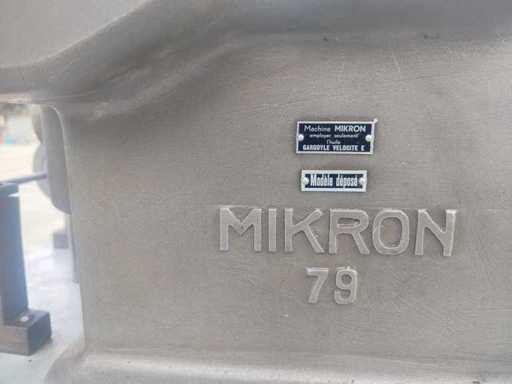 Machine MIKRON
employer seulement
l'huile
GARGOYLE VELOCITE E
Modèle déposé
MIKRON
79